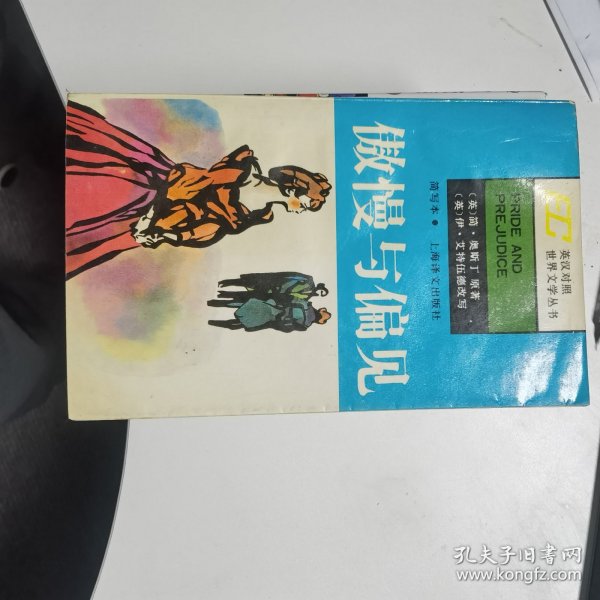 英汉对照
世界文学丛书
PRIDE AND
PREJUDICE
〔英〕简·奥斯丁 原著
〔英〕伊·艾特伍德改写
傲慢与偏见
简写本 • 上海译文出版社
孔夫子旧书网
www.kongfz.com